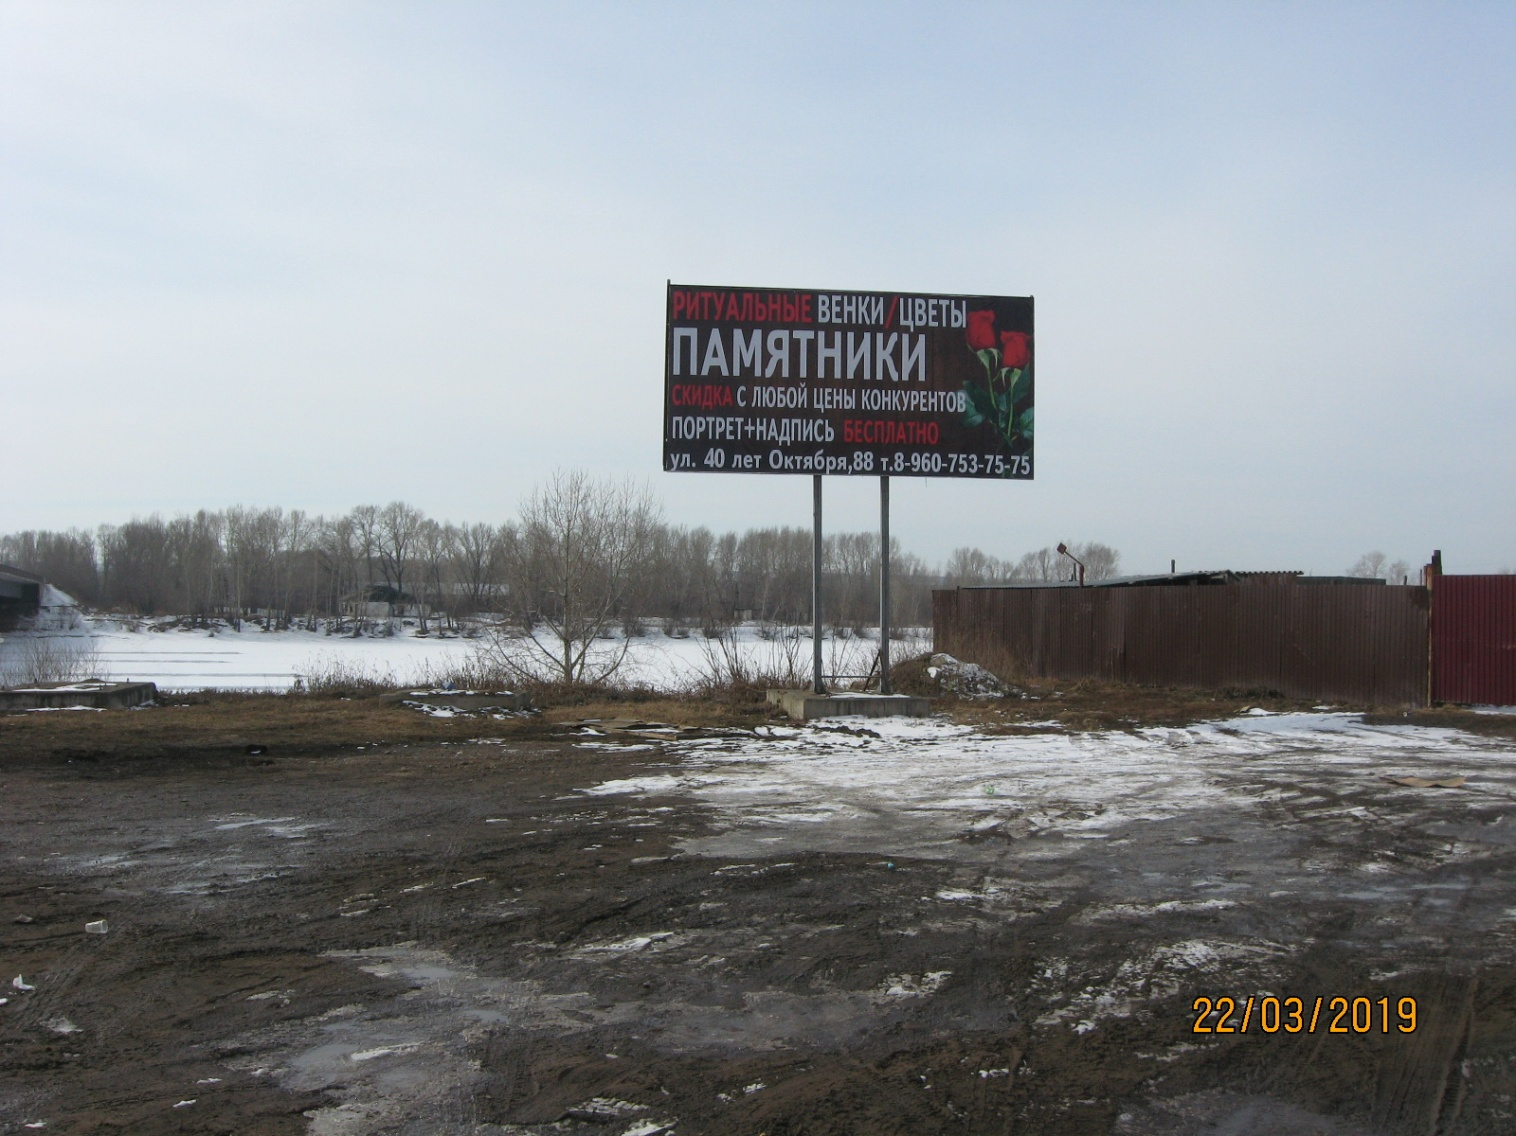 РИТУАЛЬНЫЕ ВЕНКИ/ЦВЕТЫ
ПАМЯТНИКИ
СКИДКА С ЛЮБОЙ ЦЕНЫ КОНКУРЕНТОВ
ПОРТРЕТ+НАДПИСЬ БЕСПЛАТНО
ул. 40 лет Октября,88 т.8-960-753-75-75
22/03/2019